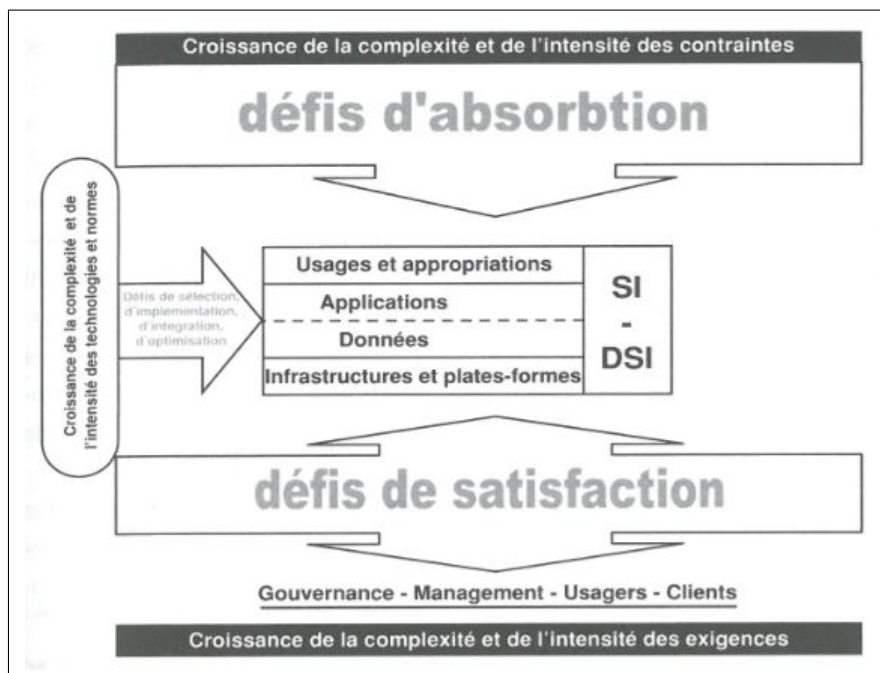 Croissance de la complexité et de l'intensité des contraintes
défis d'absorbtion
Croissance de la complexité et de
l'intensité des technologies et normes
Défis de sélection,
d'implémentation,
d'intégration,
d'optimisation
Usages et appropriations
Applications
Données
Infrastructures et plates-formes
SI
-
DSI
défis de satisfaction
Gouvernance - Management - Usagers - Clients
Croissance de la complexité et de l'intensité des exigences